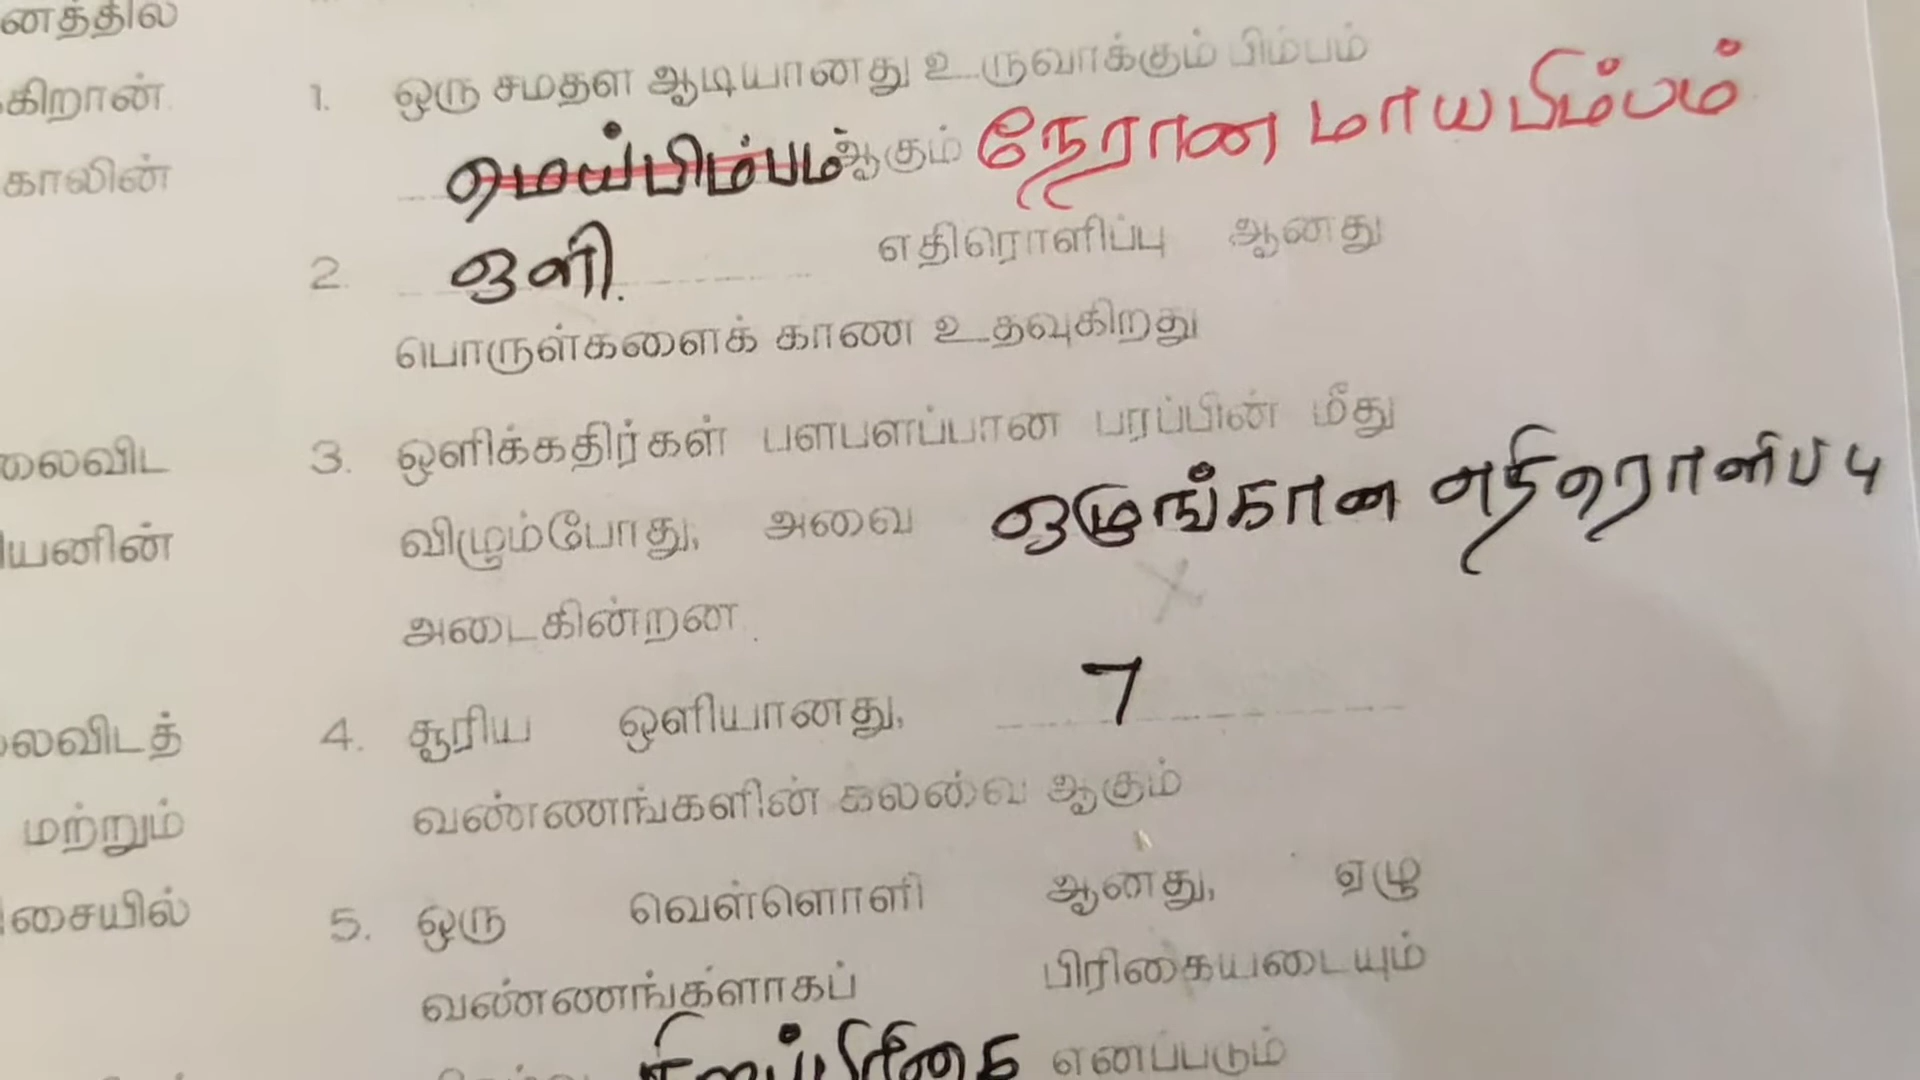 னத்தில்
கிறான்
காலின்
லைவிட
யனின்
லைவிடத்
மற்றும்
சையில்
1. ஒரு சமதள ஆடியானது உருவாக்கும் பிம்பம்
மெய்பிம்பம் ஆகும் நேரான மாயபிம்பம்
2. ஒளி எதிரொளிப்பு ஆனது
பொருள்களைக் காண உதவுகிறது
3. ஒளிக்கதிர்கள் பளபளப்பான பரப்பின் மீது
விழும்போது, அவை ஒழுங்கான எதிரொளிப்பு
அடைகின்றன.
4. சூரிய ஒளியானது, 7
வண்ணங்களின் கலவை ஆகும்
5. ஒரு வெள்ளொளி ஆனது, ஏழு
வண்ணங்களாகப் பிரிகையடையும்
நிறப்பிரிகை எனப்படும்